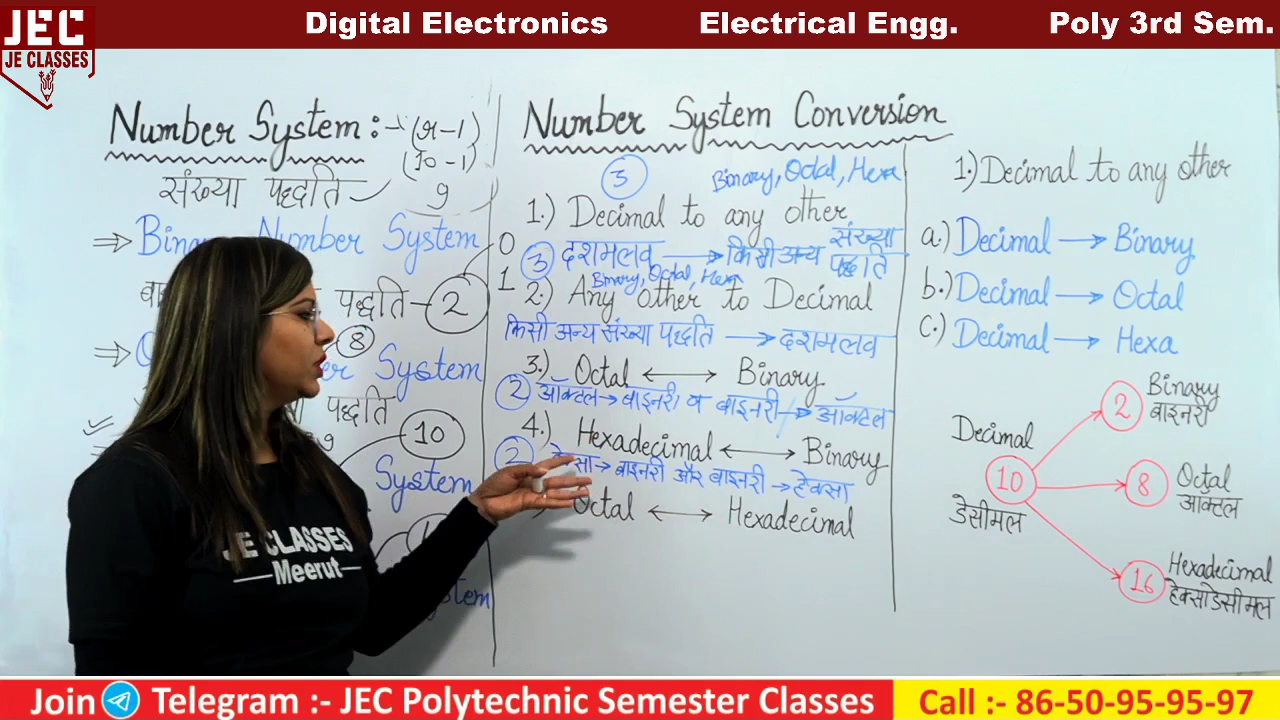 JEC
JE CLASSES
Digital Electronics
Electrical Engg.
Poly 3rd Sem.
Number System :- (r-1)
(10-1)
9
संख्या पद्धति
⇒ Number System
0
1
पद्धति - 2
⇒
8
System
पद्धति
9
10
System
JE CLASSES
Meerut
Number System Conversion
3
Binary, Octal, Hexa
1.) Decimal to any other
3 दशमलव → किसी अन्य संख्या पद्धति
Binary, Octal, Hexa
2.) Any other to Decimal
किसी अन्य संख्या पद्धति → दशमलव
3.) Octal ↔ Binary
2 ऑक्टल → बाइनरी व बाइनरी → ऑक्टल
4.) Hexadecimal ↔ Binary
2 → बाइनरी और बाइनरी → हेक्सा
Octal ↔ Hexadecimal
1.) Decimal to any other
a.) Decimal → Binary
b.) Decimal → Octal
c.) Decimal → Hexa
Decimal
10
डेसीमल
2
Binary
बाइनरी
8
Octal
ऑक्टल
16
Hexadecimal
हेक्साडेसीमल
Join Telegram :- JEC Polytechnic Semester Classes
Call :- 86-50-95-95-97